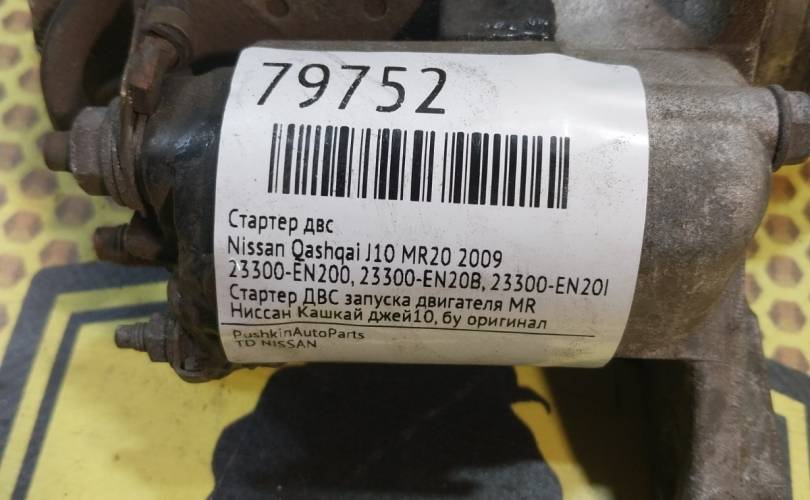 79752
Стартер двс
Nissan Qashqai J10 MR20 2009
23300-EN200, 23300-EN20B, 23300-EN20I
Стартер ДВС запуска двигателя MR
Ниссан Кашкай джей10, бу оригинал
PushkinAutoParts
TD NISSAN